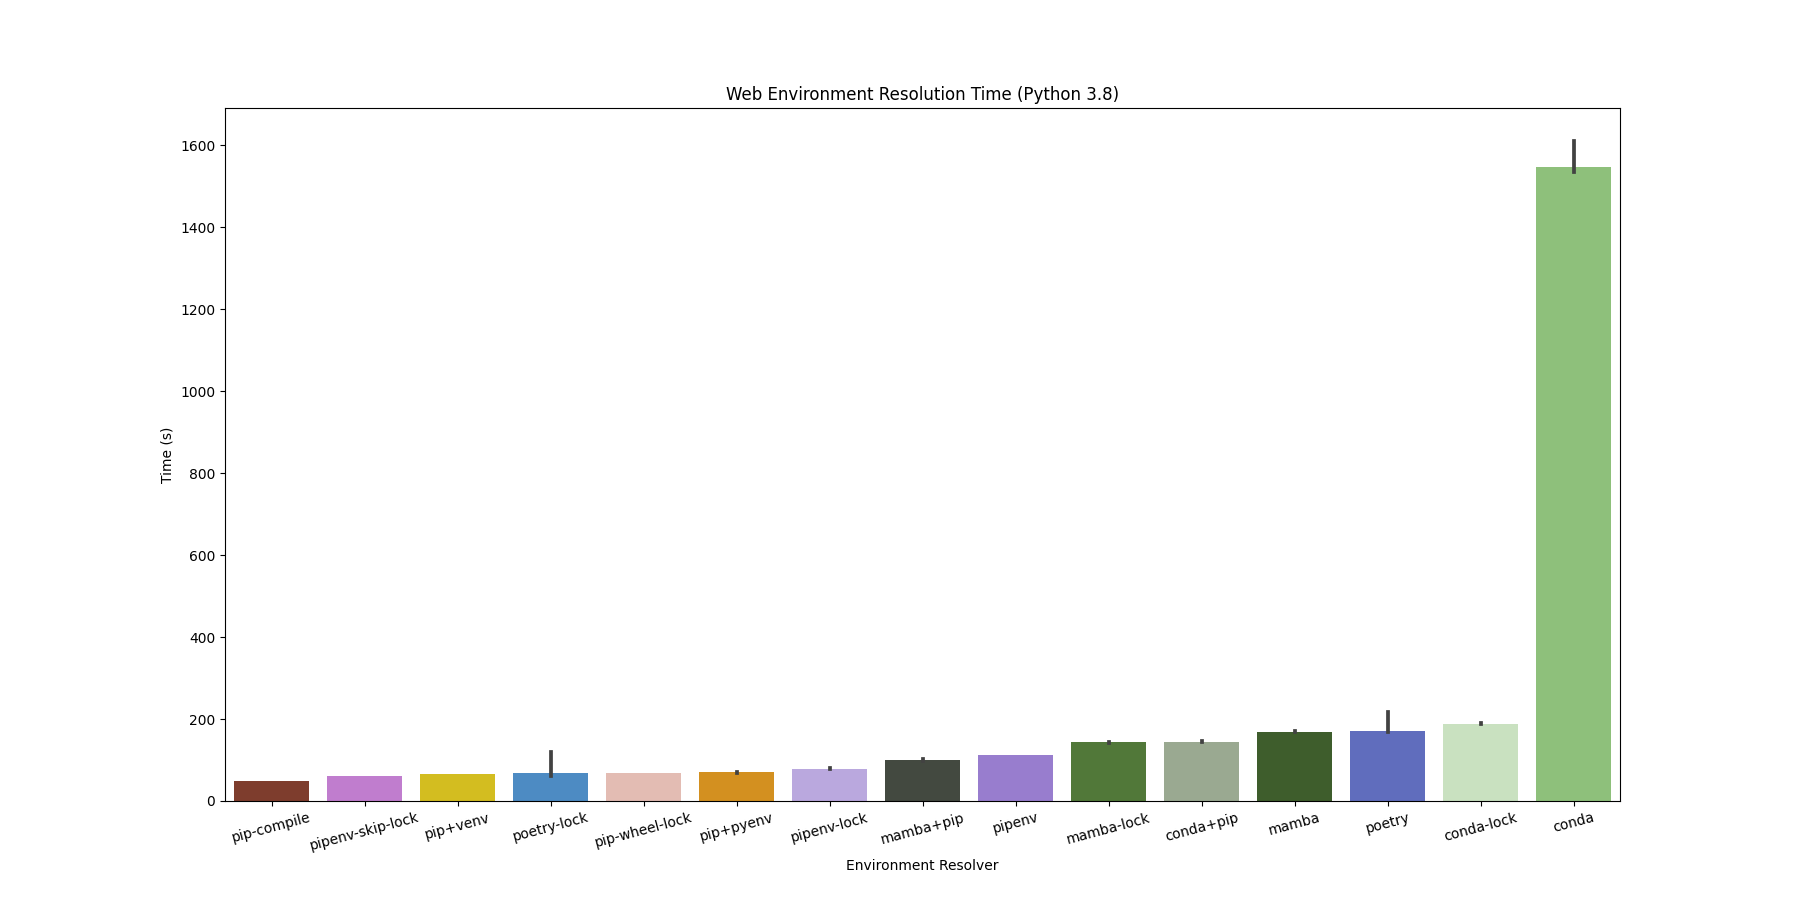 Web Environment Resolution Time (Python 3.8)
1600
1400
1200
1000
800
600
400
200
0
Time (s)
pip-compile
pipenv-skip-lock
pip+venv
poetry-lock
pip-wheel-lock
pip+pyenv
pipenv-lock
mamba+pip
pipenv
mamba-lock
conda+pip
mamba
poetry
conda-lock
conda
Environment Resolver